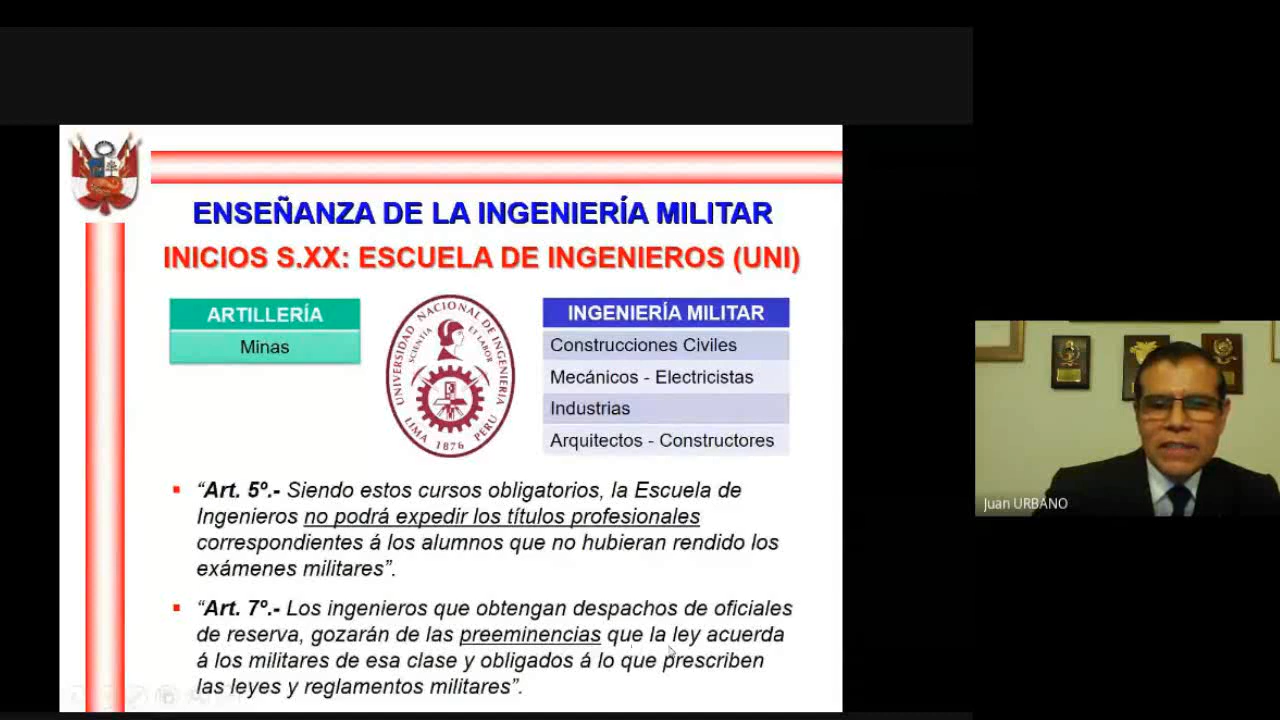 ENSEÑANZA DE LA INGENIERÍA MILITAR
INICIOS S.XX: ESCUELA DE INGENIEROS (UNI)
ARTILLERÍA
Minas
UNIVERSIDAD NACIONAL DE INGENIERIA
SCIENTIA ET LABOR
LIMA 1876 PERU
INGENIERÍA MILITAR
Construcciones Civiles
Mecánicos - Electricistas
Industrias
Arquitectos - Constructores
“Art. 5º.- Siendo estos cursos obligatorios, la Escuela de
Ingenieros no podrá expedir los títulos profesionales
correspondientes á los alumnos que no hubieran rendido los
exámenes militares”.
“Art. 7º.- Los ingenieros que obtengan despachos de oficiales
de reserva, gozarán de las preeminencias que la ley acuerda
á los militares de esa clase y obligados á lo que prescriben
las leyes y reglamentos militares”.
Juan URBANO